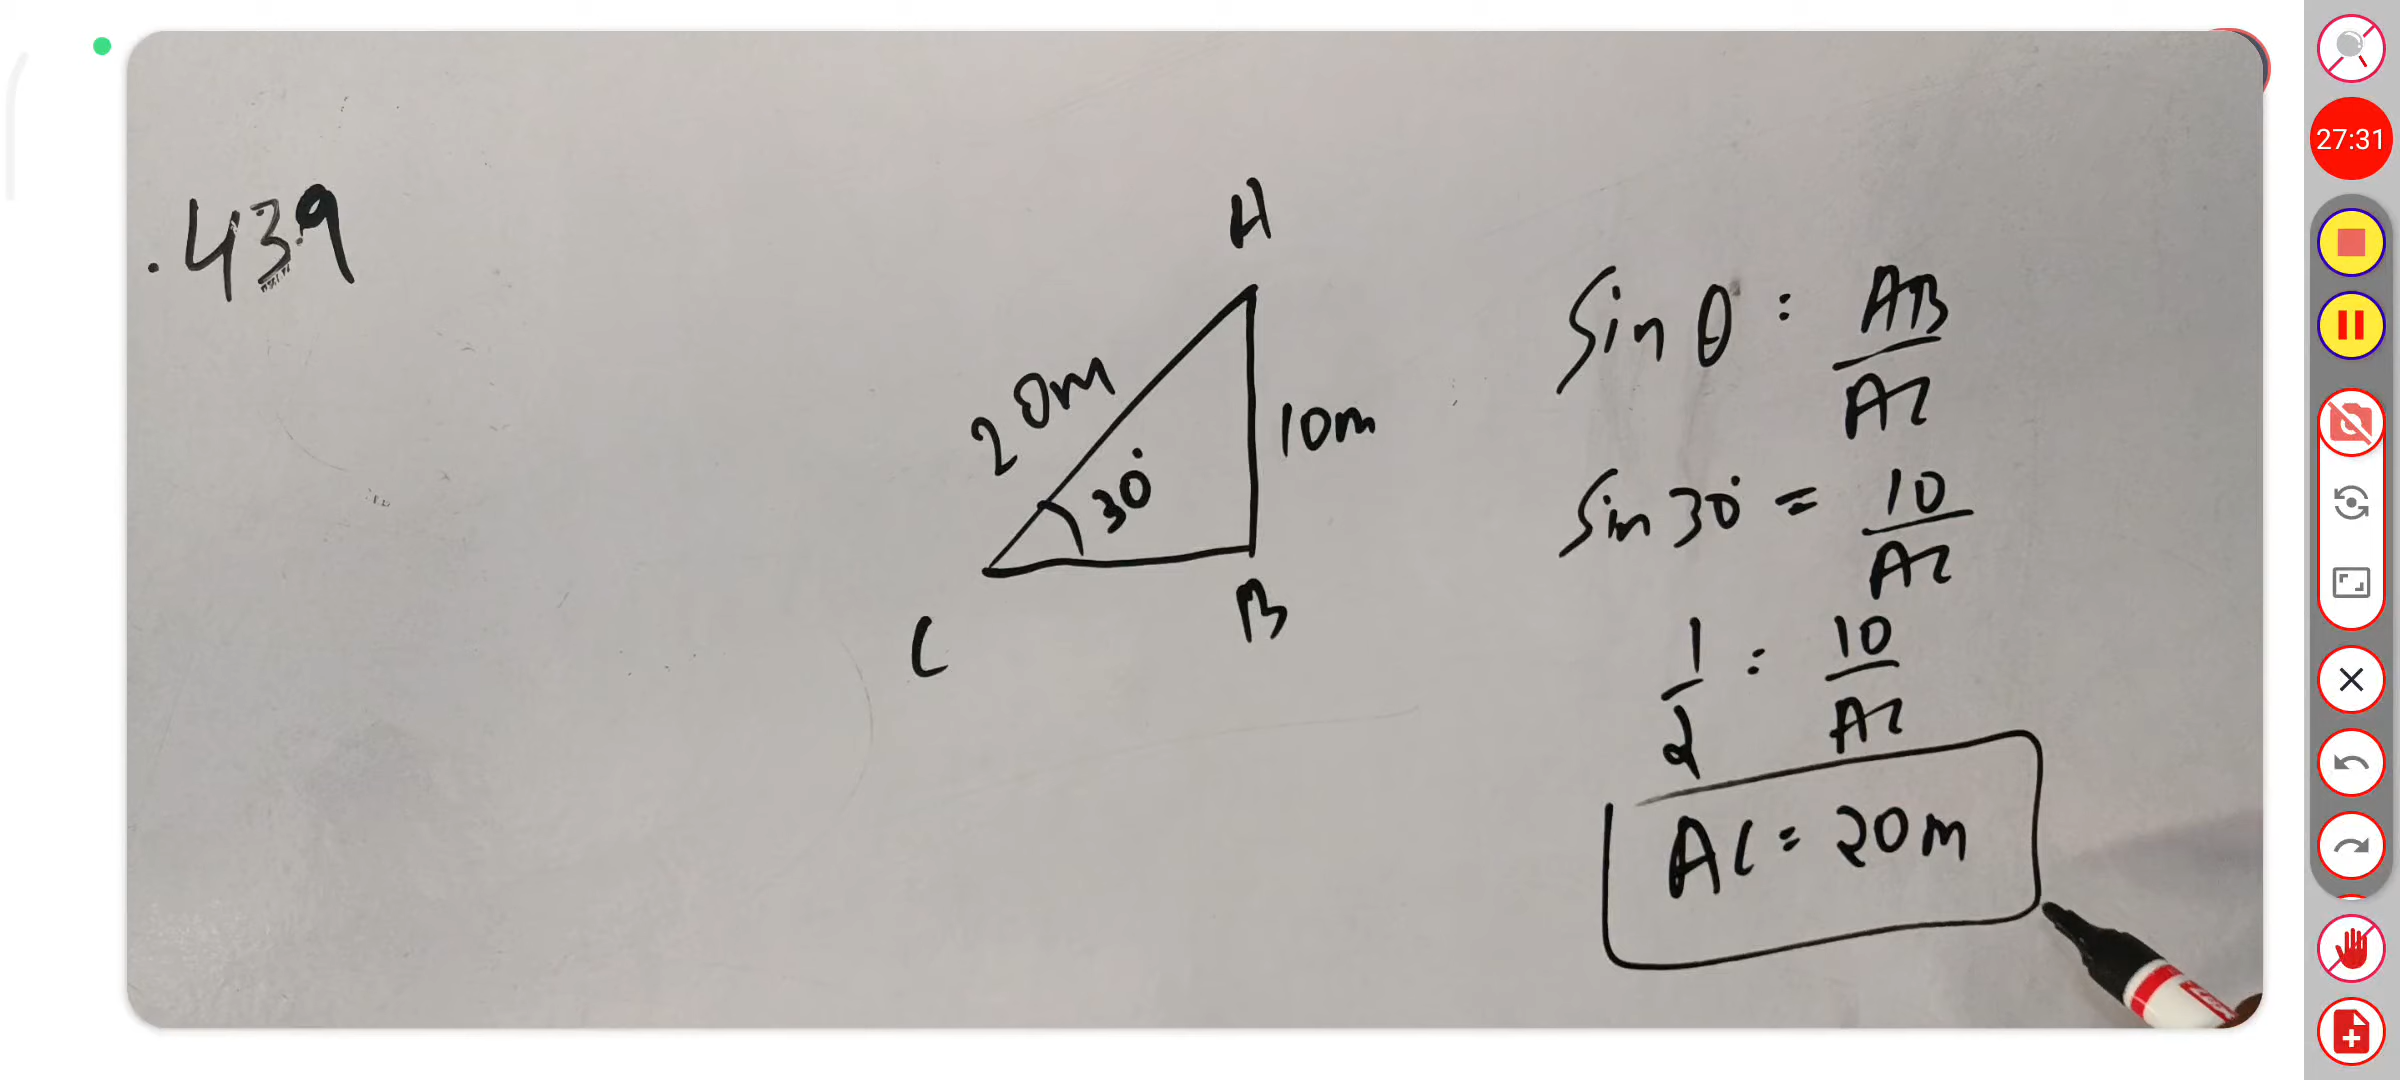 27:31
.439
A
20m
30°
10m
C
B
Sin θ = AB/AC
Sin 30° = 10/AC
1/2 = 10/AC
AC = 20m